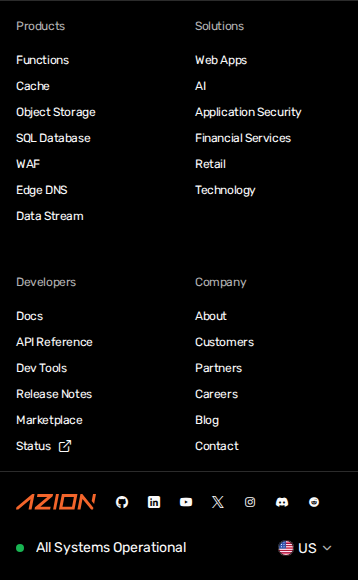 Products
Functions
Cache
Object Storage
SQL Database
WAF
Edge DNS
Data Stream
Solutions
Web Apps
AI
Application Security
Financial Services
Retail
Technology
Developers
Docs
API Reference
Dev Tools
Release Notes
Marketplace
Status
Company
About
Customers
Partners
Careers
Blog
Contact
AZION
All Systems Operational
US